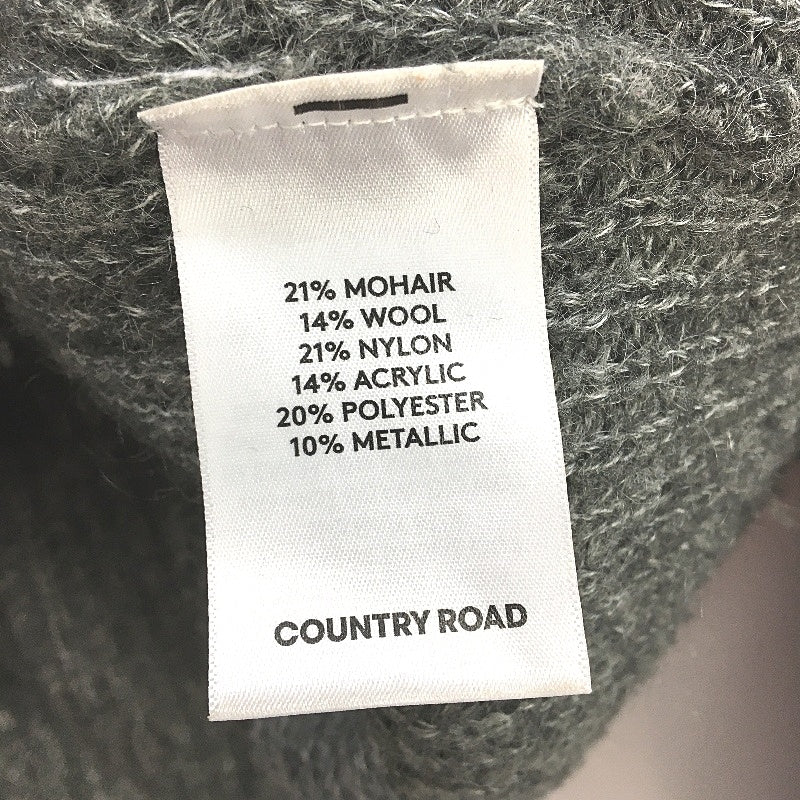 21% MOHAIR
14% WOOL
21% NYLON
14% ACRYLIC
20% POLYESTER
10% METALLIC
COUNTRY ROAD